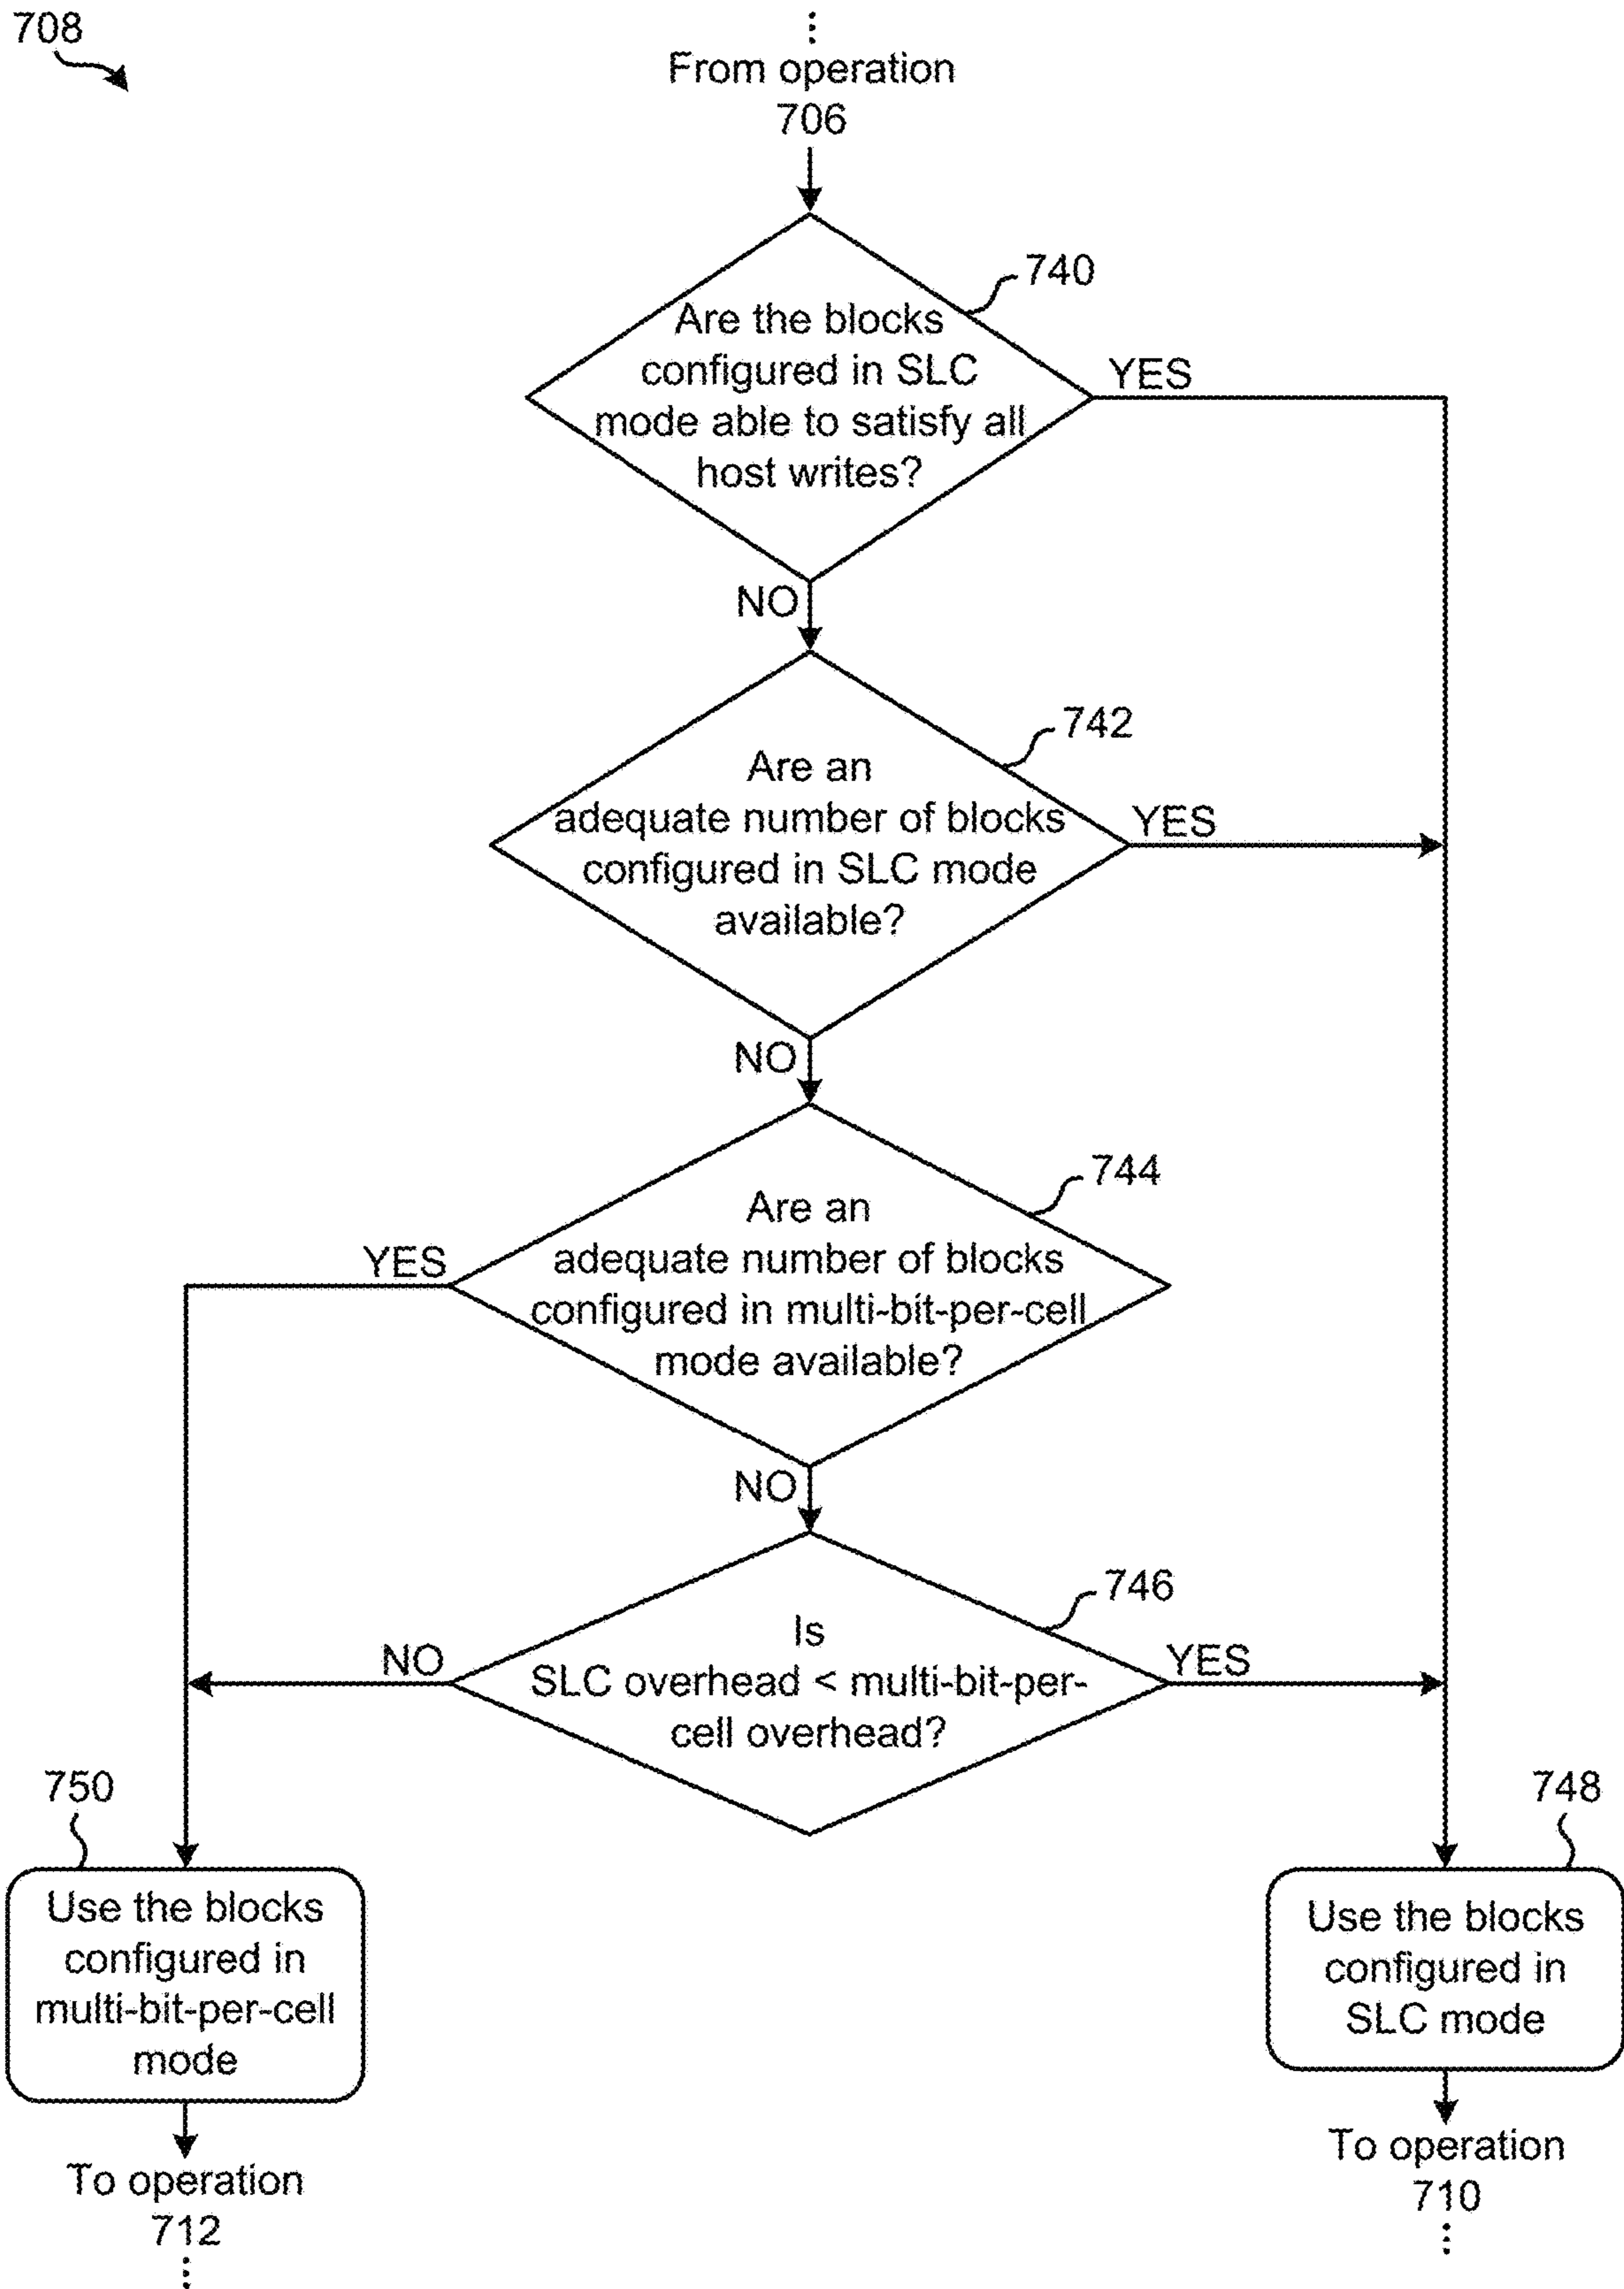 708
⋮
From operation
706
740
Are the blocks
configured in SLC
mode able to satisfy all
host writes?
YES
NO
742
Are an
adequate number of blocks
configured in SLC mode
available?
YES
NO
744
Are an
adequate number of blocks
configured in multi-bit-per-cell
mode available?
YES
NO
746
Is
SLC overhead < multi-bit-per-
cell overhead?
NO
YES
750
Use the blocks
configured in
multi-bit-per-cell
mode
To operation
712
⋮
748
Use the blocks
configured in
SLC mode
To operation
710
⋮